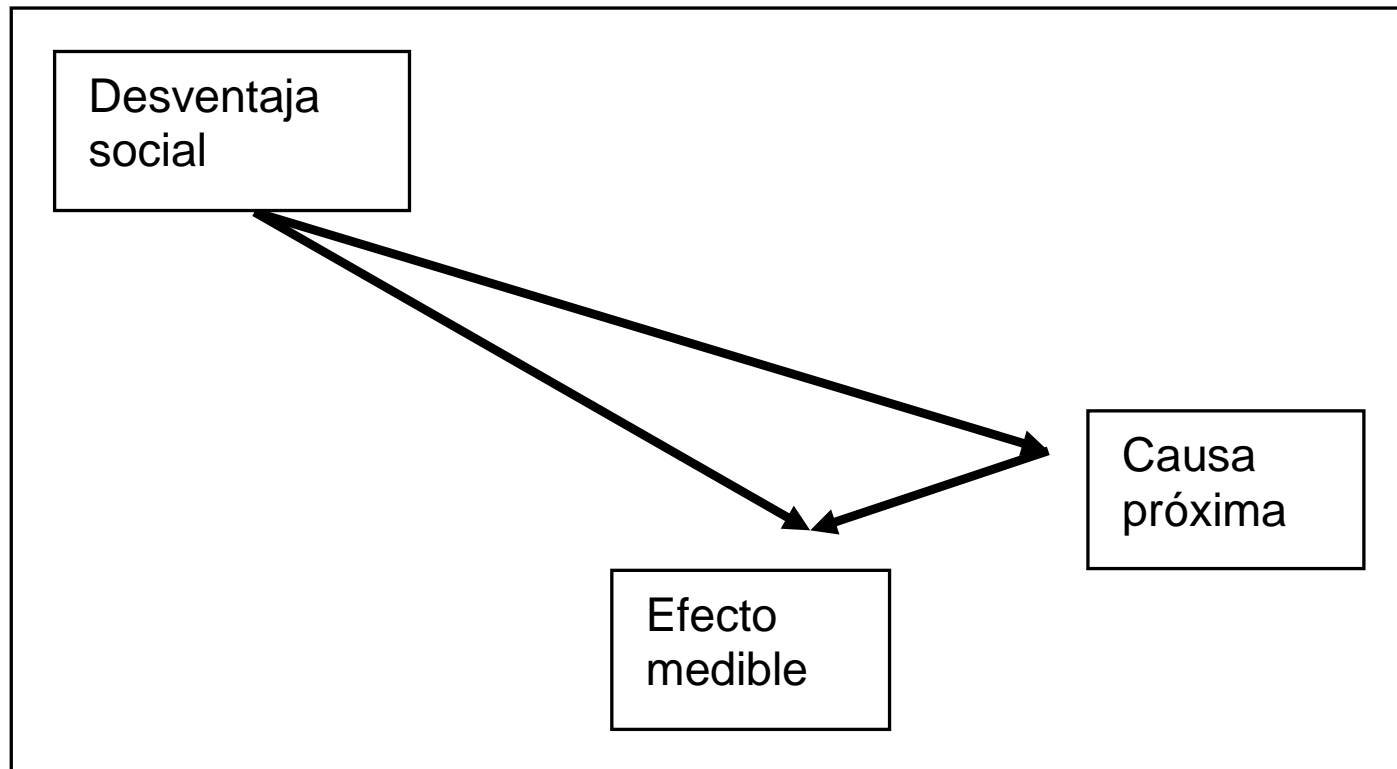 Desventaja
social
Causa
próxima
Efecto
medible